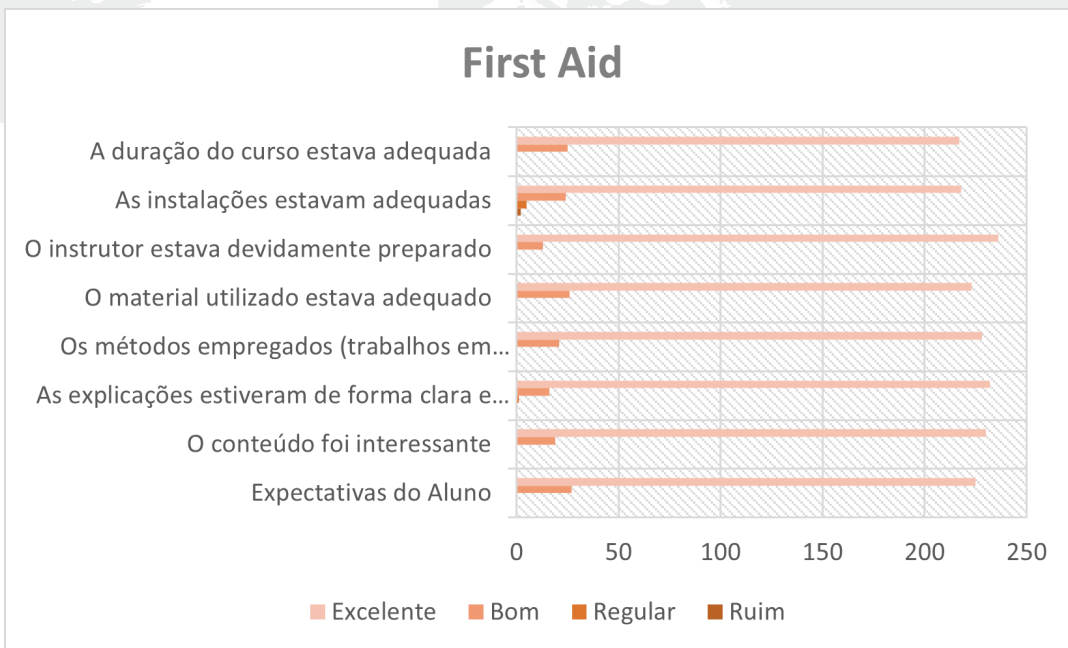 First Aid
A duração do curso estava adequada
As instalações estavam adequadas
O instrutor estava devidamente preparado
O material utilizado estava adequado
Os métodos empregados (trabalhos em...
As explicações estiveram de forma clara e...
O conteúdo foi interessante
Expectativas do Aluno
0 50 100 150 200 250
Excelente Bom Regular Ruim